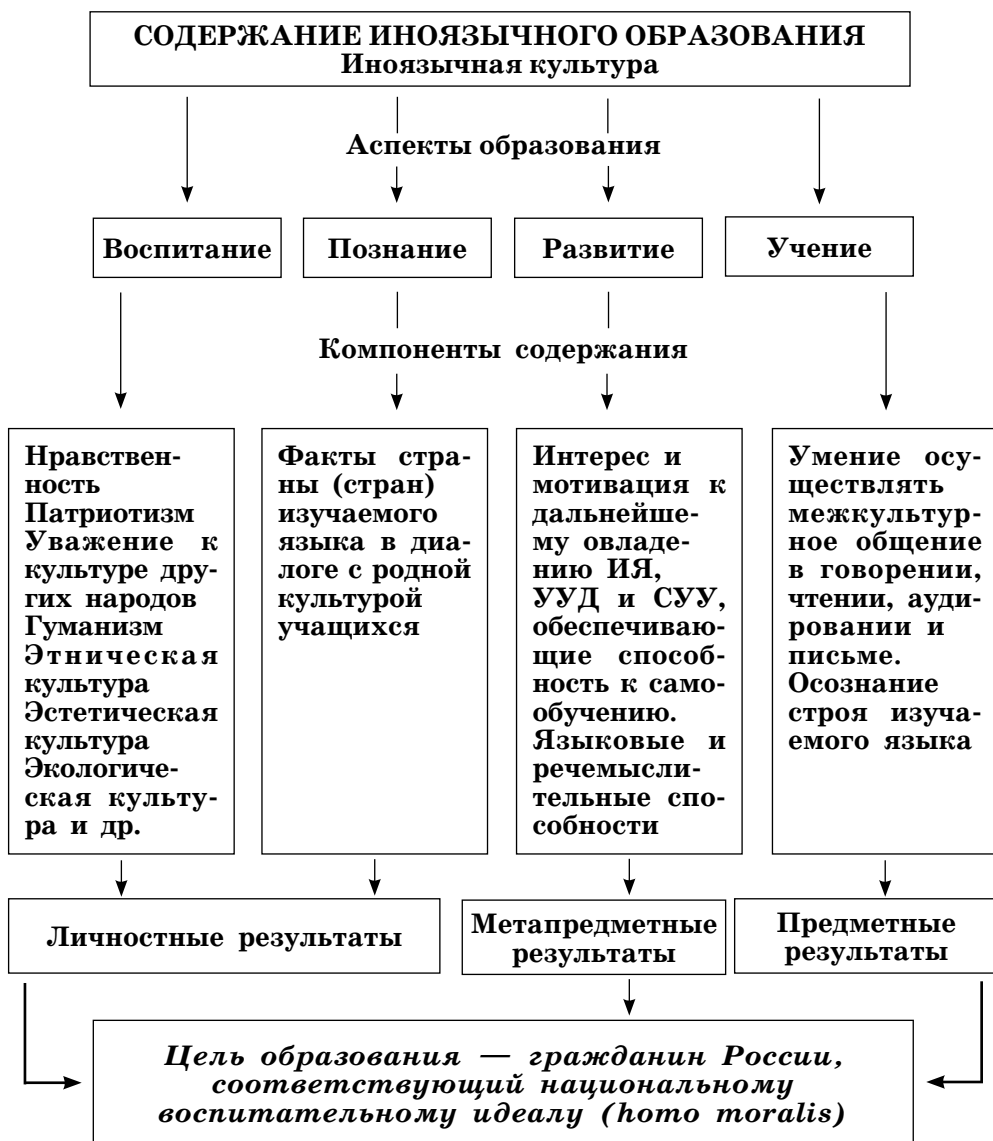 СОДЕРЖАНИЕ ИНОЯЗЫЧНОГО ОБРАЗОВАНИЯ
Иноязычная культура
Аспекты образования
Воспитание
Познание
Развитие
Учение
Компоненты содержания
Нравствен-
ность
Патриотизм
Уважение к
культуре дру-
гих народов
Гуманизм
Этническая
культура
Эстетическая
культура
Экологиче-
ская культу-
ра и др.
Факты стра-
ны (стран)
изучаемого
языка в диа-
логе с родной
культурой
учащихся
Интерес и
мотивация к
дальнейше-
му овладе-
нию ИЯ,
УУД и СУУ,
обеспечиваю-
щие способ-
ность к само-
обучению.
Языковые и
речемысли-
тельные спо-
собности
Умение осу-
ществлять
межкультур-
ное общение
в говорении,
чтении, ауди-
ровании и
письме.
Осознание
строя изуча-
емого языка
Личностные результаты
Метапредметные
результаты
Предметные
результаты
Цель образования — гражданин России,
соответствующий национальному
воспитательному идеалу (homo moralis)